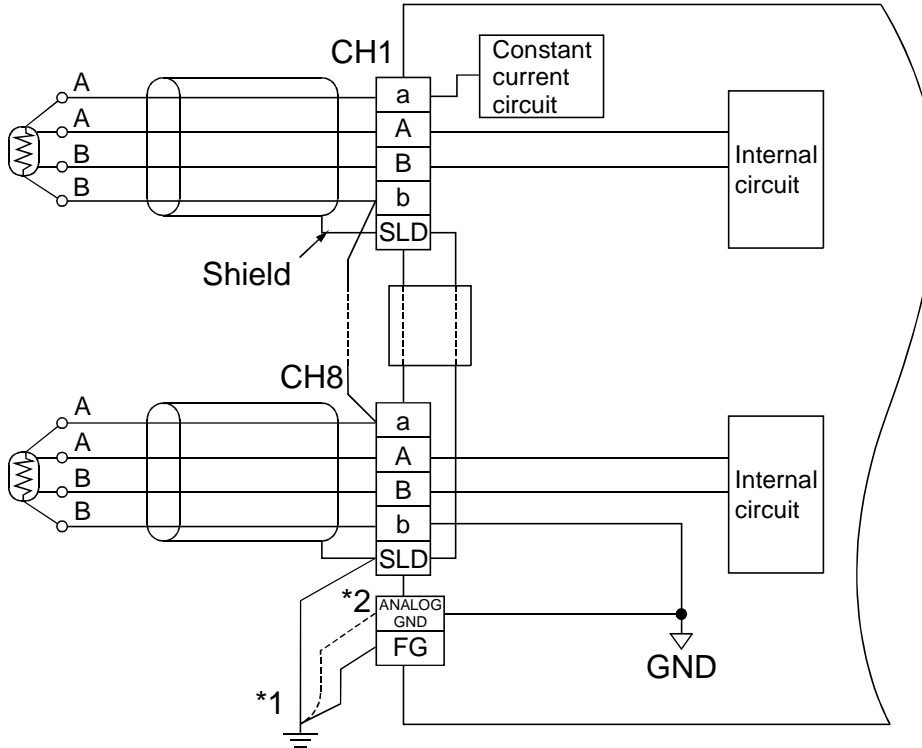 CH1
Constant
current
circuit
A
A
B
B
a
A
B
b
SLD
Internal
circuit
Shield
CH8
A
A
B
B
a
A
B
b
SLD
Internal
circuit
*2
ANALOG
GND
FG
GND
*1